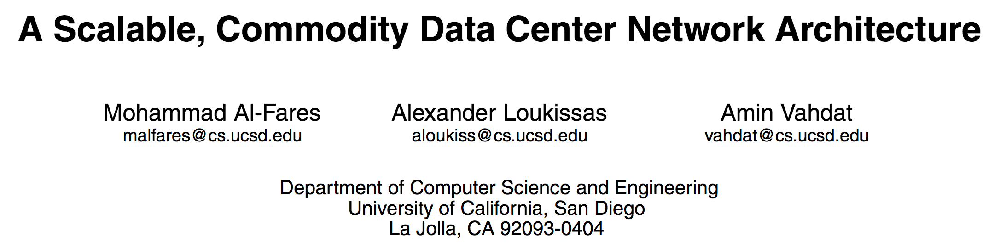 A Scalable, Commodity Data Center Network Architecture
Mohammad Al-Fares
malfares@cs.ucsd.edu
Alexander Loukissas
aloukiss@cs.ucsd.edu
Amin Vahdat
vahdat@cs.ucsd.edu
Department of Computer Science and Engineering
University of California, San Diego
La Jolla, CA 92093-0404